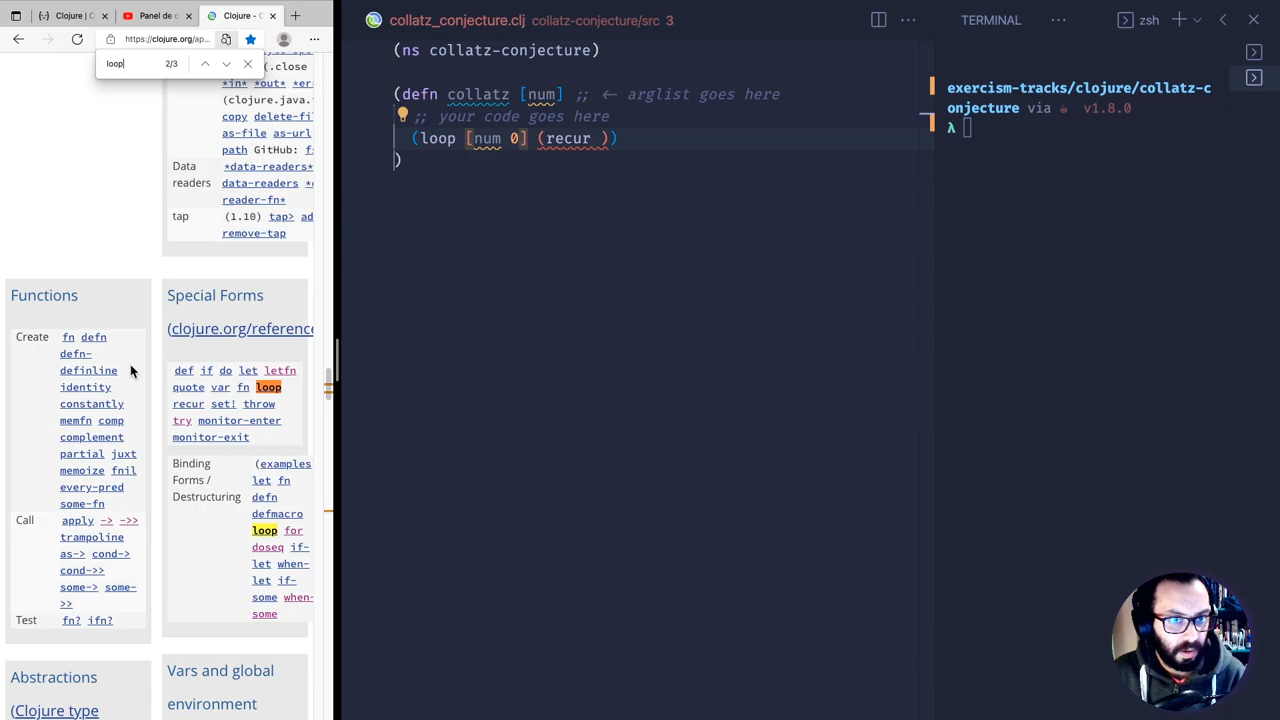 Clojure |
Panel de c
Clojure - C
https://clojure.org/ap...
loop 2/3
(.close
*in* *out* *er
(clojure.java.
copy delete-fi
as-file as-url
path GitHub: f
Data readers *data-readers*
data-readers *
reader-fn*
tap (1.10) tap> ad
remove-tap
Functions
Create fn defn
defn-
definline
identity
constantly
memfn comp
complement
partial juxt
memoize fnil
every-pred
some-fn
Call apply -> ->>
trampoline
as-> cond->
cond->>
some-> some-
>>
Test fn? ifn?
Abstractions
(Clojure type
Special Forms
(clojure.org/reference
def if do let letfn
quote var fn loop
recur set! throw
try monitor-enter
monitor-exit
Binding Forms / Destructuring
(examples
let fn
defn
defmacro
loop for
doseq if-
let when-
let if-
some when-
some
Vars and global
environment
collatz_conjecture.clj collatz-conjecture/src 3
(ns collatz-conjecture)
(defn collatz [num] ;; <- arglist goes here
;; your code goes here
(loop [num 0] (recur ))
)
TERMINAL
zsh
exercism-tracks/clojure/collatz-c
onjecture via v1.8.0
λ